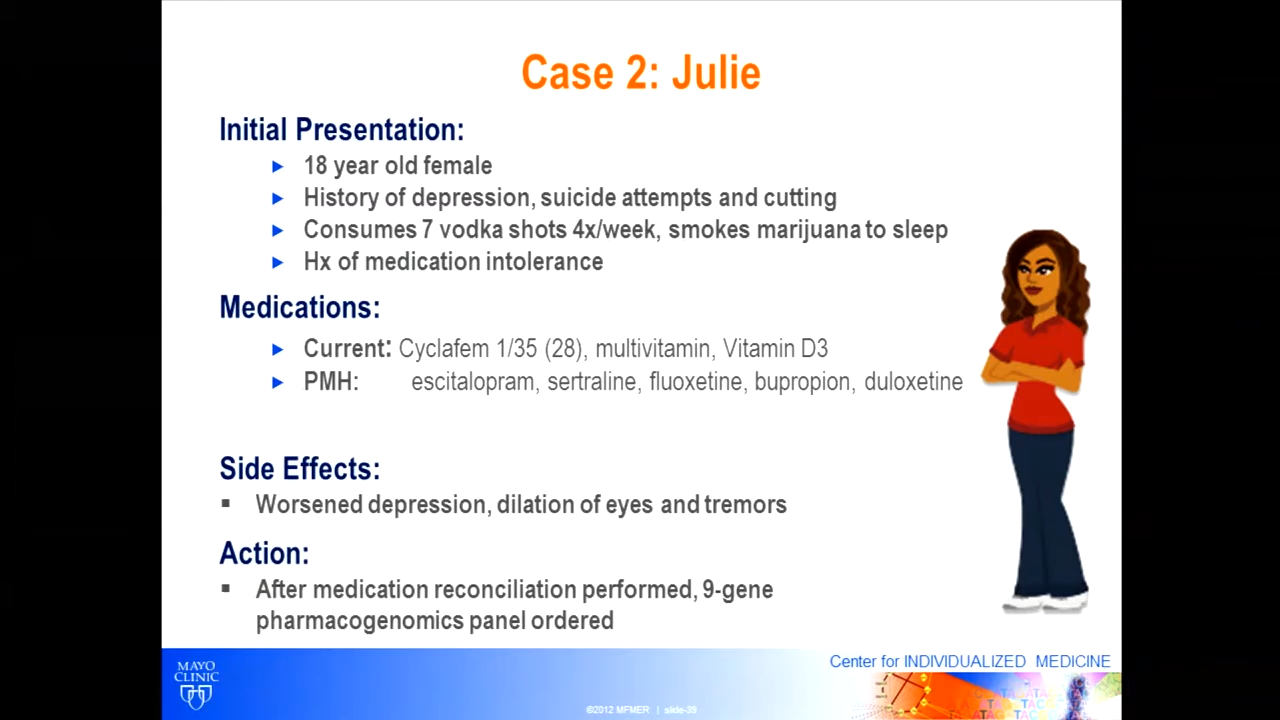 Case 2: Julie
Initial Presentation:
18 year old female
History of depression, suicide attempts and cutting
Consumes 7 vodka shots 4x/week, smokes marijuana to sleep
Hx of medication intolerance
Medications:
Current: Cyclafem 1/35 (28), multivitamin, Vitamin D3
PMH: escitalopram, sertraline, fluoxetine, bupropion, duloxetine
Side Effects:
Worsened depression, dilation of eyes and tremors
Action:
After medication reconciliation performed, 9-gene
pharmacogenomics panel ordered
MAYO
CLINIC
Center for INDIVIDUALIZED MEDICINE
©2012 MFMER | slide-39